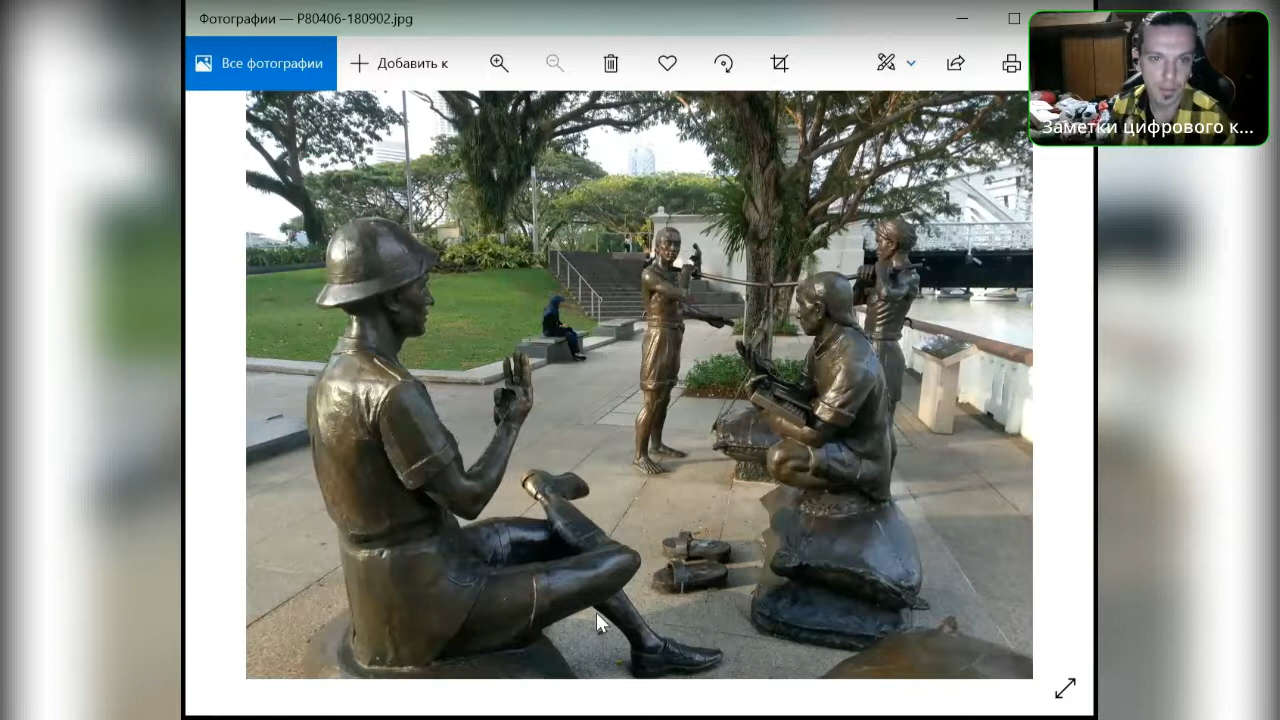 Фотографии — P80406-180902.jpg
Все фотографии
Добавить к
Заметки цифрового к...